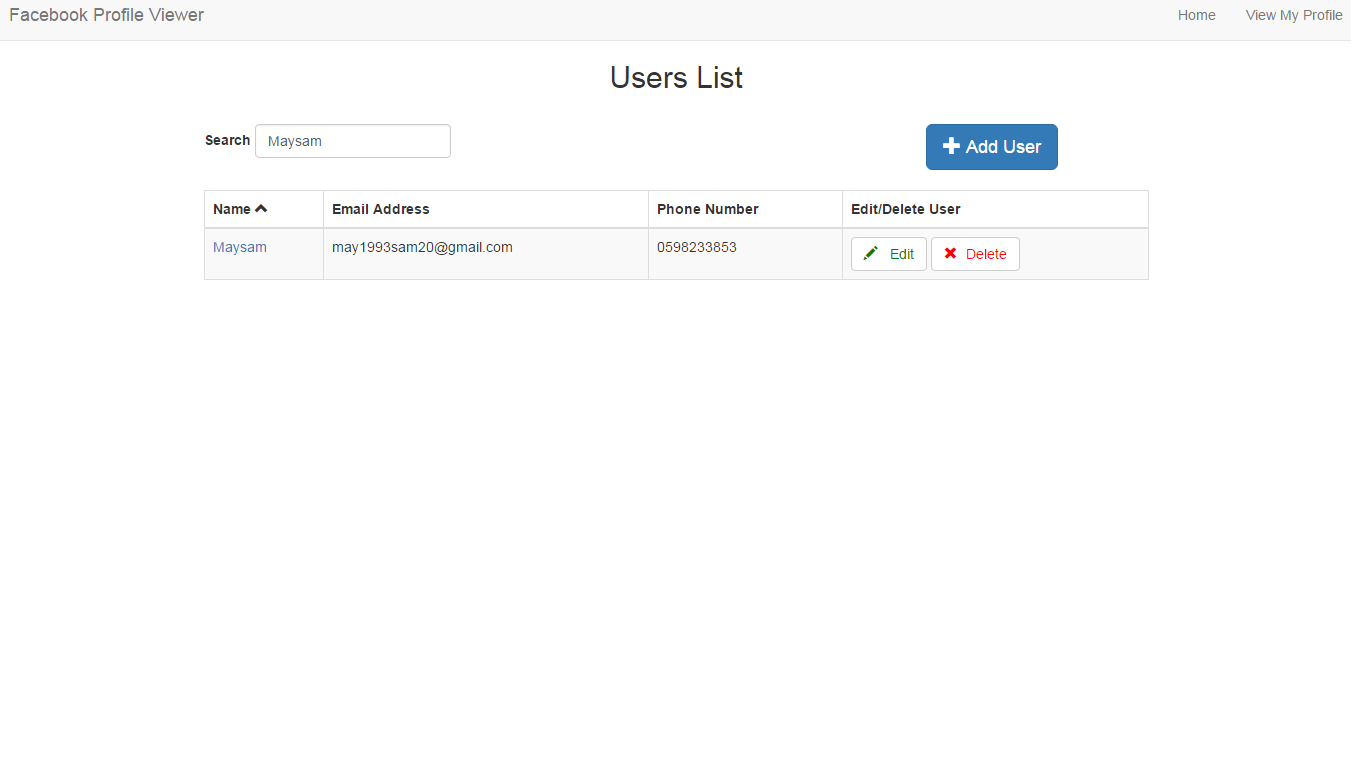 Facebook Profile Viewer Home View My Profile
Users List
Search Maysam Add User
Name Email Address Phone Number Edit/Delete User
Maysam may1993sam20@gmail.com 0598233853 Edit Delete